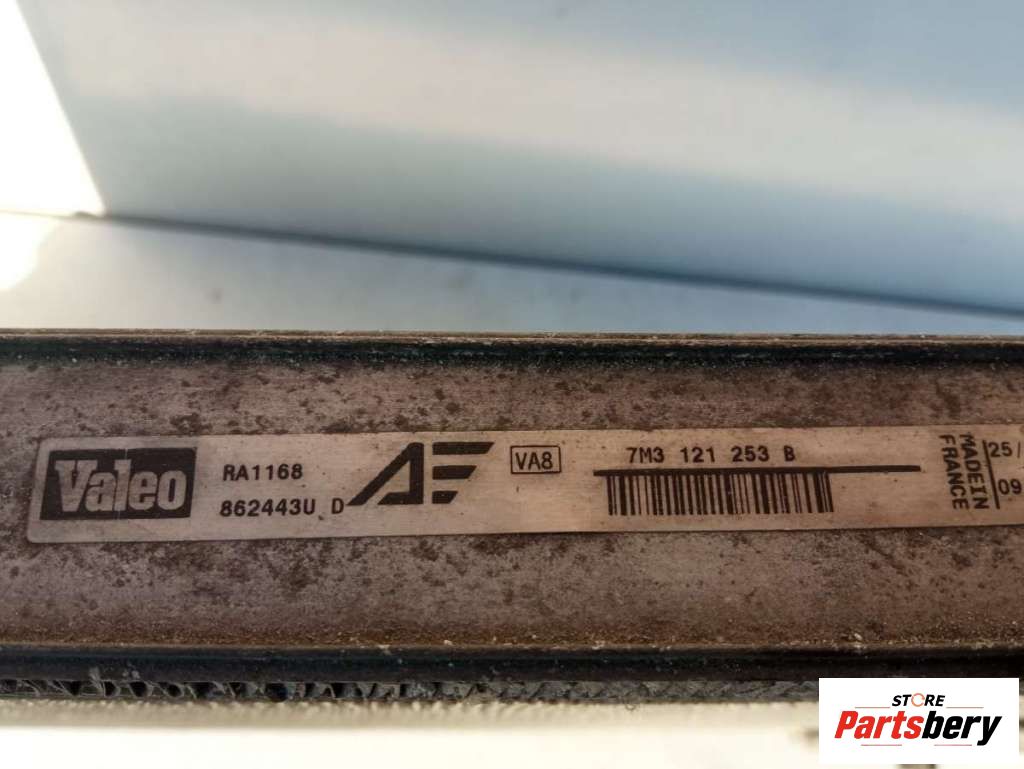 Valeo
RA1168
862443U D
VA8
7M3 121 253 B
MADE IN
FRANCE
25/
09
STORE
Partsbery